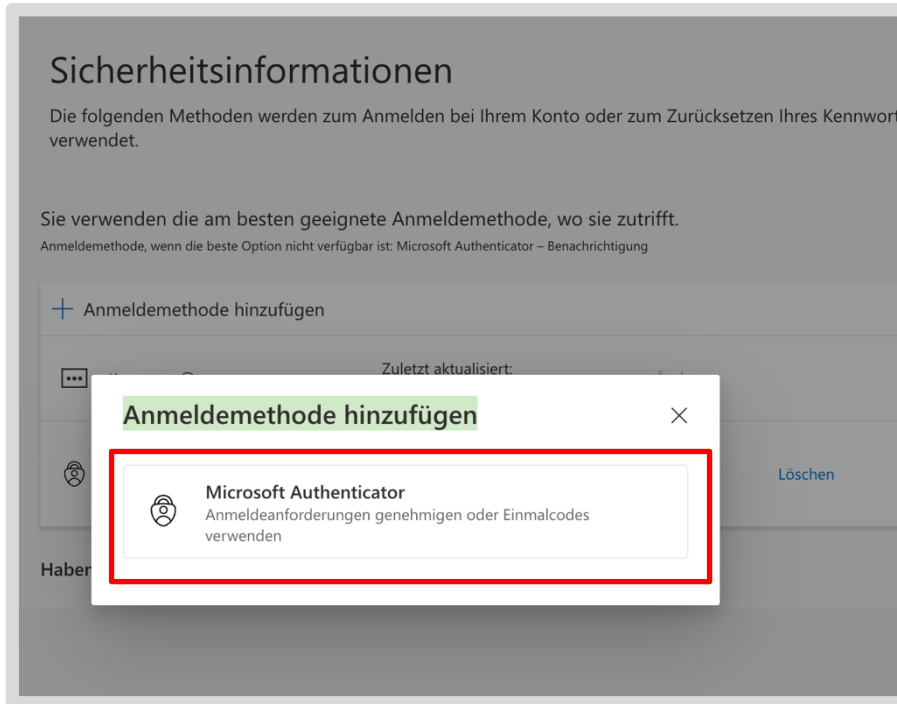 Sicherheitsinformationen
Die folgenden Methoden werden zum Anmelden bei Ihrem Konto oder zum Zurücksetzen Ihres Kennwort
verwendet.
Sie verwenden die am besten geeignete Anmeldemethode, wo sie zutrifft.
Anmeldemethode, wenn die beste Option nicht verfügbar ist: Microsoft Authenticator – Benachrichtigung
Anmeldemethode hinzufügen
Zuletzt aktualisiert:
Anmeldemethode hinzufügen
Microsoft Authenticator
Anmeldeanforderungen genehmigen oder Einmalcodes
verwenden
Löschen
Haben